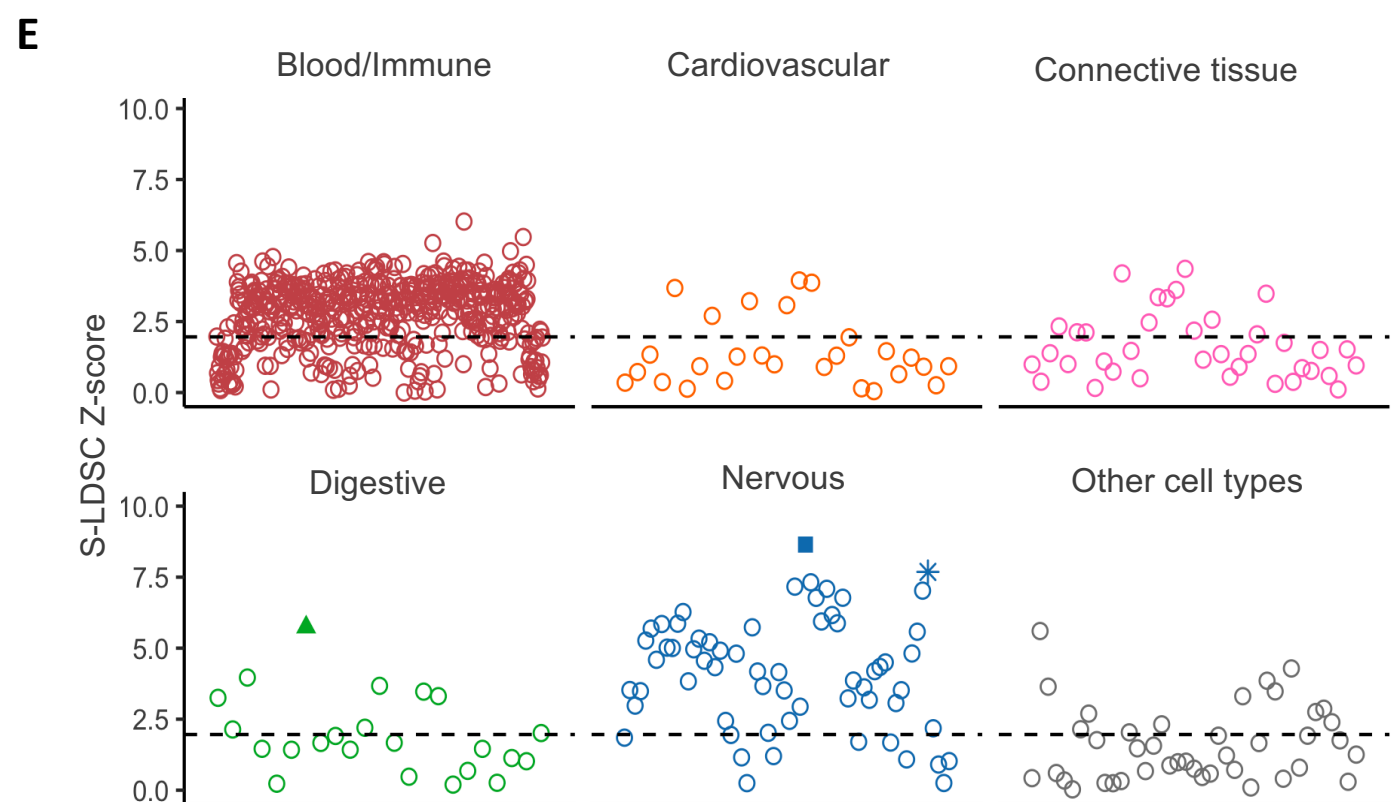 E
Blood/Immune
Cardiovascular
Connective tissue
10.0
7.5
5.0
2.5
0.0
S-LDSC Z-score
Digestive
Nervous
Other cell types
10.0
7.5
5.0
2.5
0.0